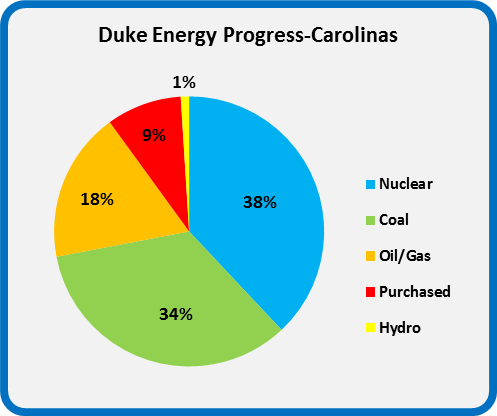 Duke Energy Progress-Carolinas
1%
9%
38%
18%
34%
Nuclear
Coal
Oil/Gas
Purchased
Hydro